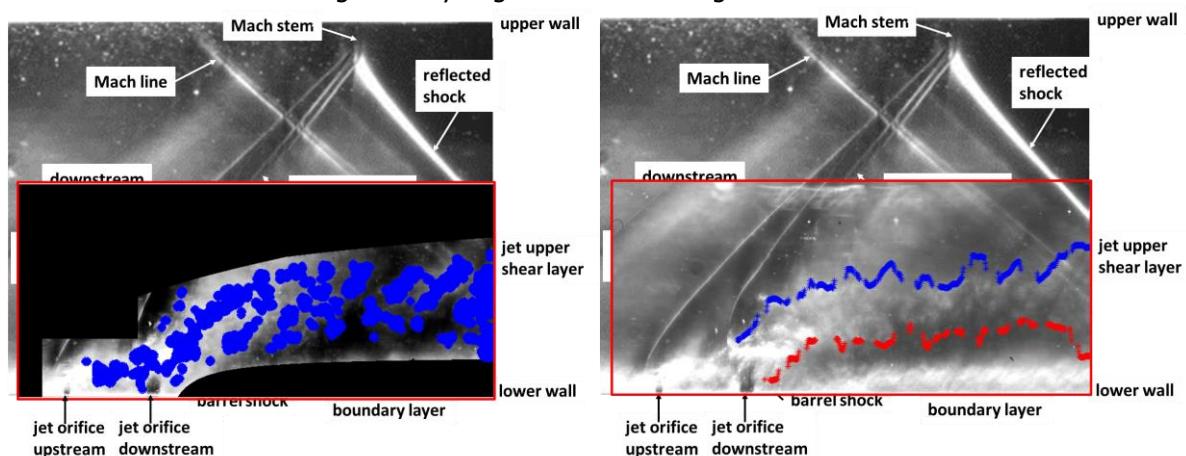 Mach stem
upper wall
Mach line
reflected
shock
downstream
jet upper
shear layer
lower wall
barrel shock
boundary layer
jet orifice
upstream
jet orifice
downstream
Mach stem
upper wall
Mach line
reflected
shock
downstream
jet upper
shear layer
lower wall
barrel shock
boundary layer
jet orifice
upstream
jet orifice
downstream